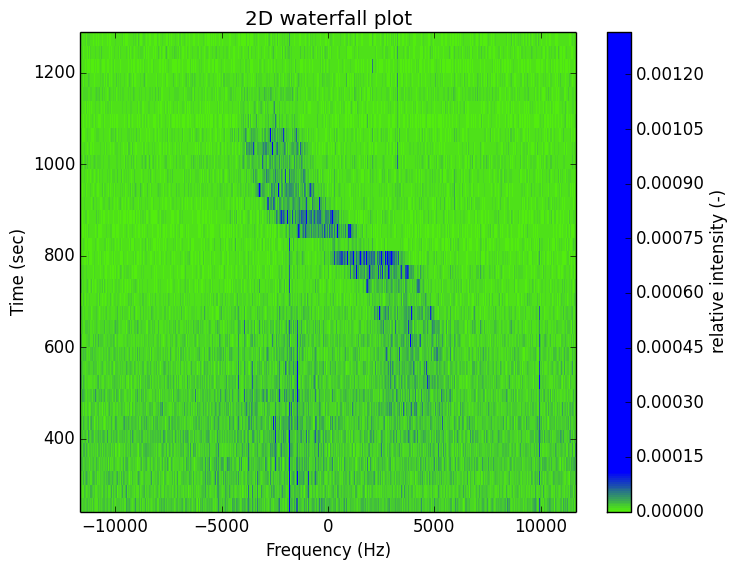 2D waterfall plot
1200
1000
800
600
400
Time (sec)
−10000 −5000 0 5000 10000
Frequency (Hz)
0.00120
0.00105
0.00090
0.00075
0.00060
0.00045
0.00030
0.00015
0.00000
relative intensity (-)